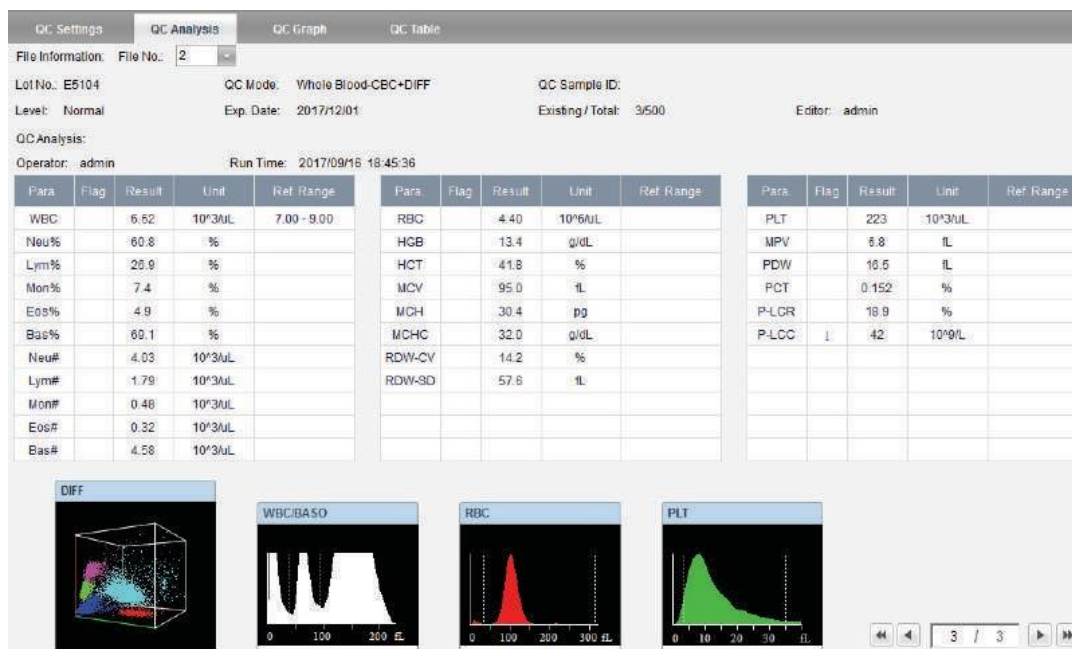 QC Settings QC Analysis QC Graph QC Table
File Information: File No.: 2
Lot No.: E5104 QC Mode: Whole Blood-CBC+DIFF QC Sample ID:
Level: Normal Exp. Date: 2017/12/01 Existing / Total: 3/500 Editor: admin
QC Analysis:
Operator: admin Run Time: 2017/09/16 18:45:36
Para. Flag Result Unit Ref. Range Para. Flag Result Unit Ref. Range Para. Flag Result Unit Ref. Range
WBC 6.62 10^3/uL 7.00 - 9.00 RBC 4.40 10^6/uL PLT 223 10^3/uL
Neu% 60.8 % HGB 13.4 g/dL MPV 6.8 fL
Lym% 26.9 % HCT 41.8 % PDW 16.5 fL
Mon% 7.4 % MCV 95.0 fL PCT 0.152 %
Eos% 4.9 % MCH 30.4 pg P-LCR 18.9 %
Bas% 69.1 % MCHC 32.0 g/dL P-LCC ↓ 42 10^9/L
Neu# 4.03 10^3/uL RDW-CV 14.2 %
Lym# 1.79 10^3/uL RDW-SD 57.6 fL
Mon# 0.48 10^3/uL
Eos# 0.32 10^3/uL
Bas# 4.58 10^3/uL
DIFF
WBC/BASO RBC PLT
0 100 200 fL 0 100 200 300 fL 0 10 20 30 fL
3 / 3